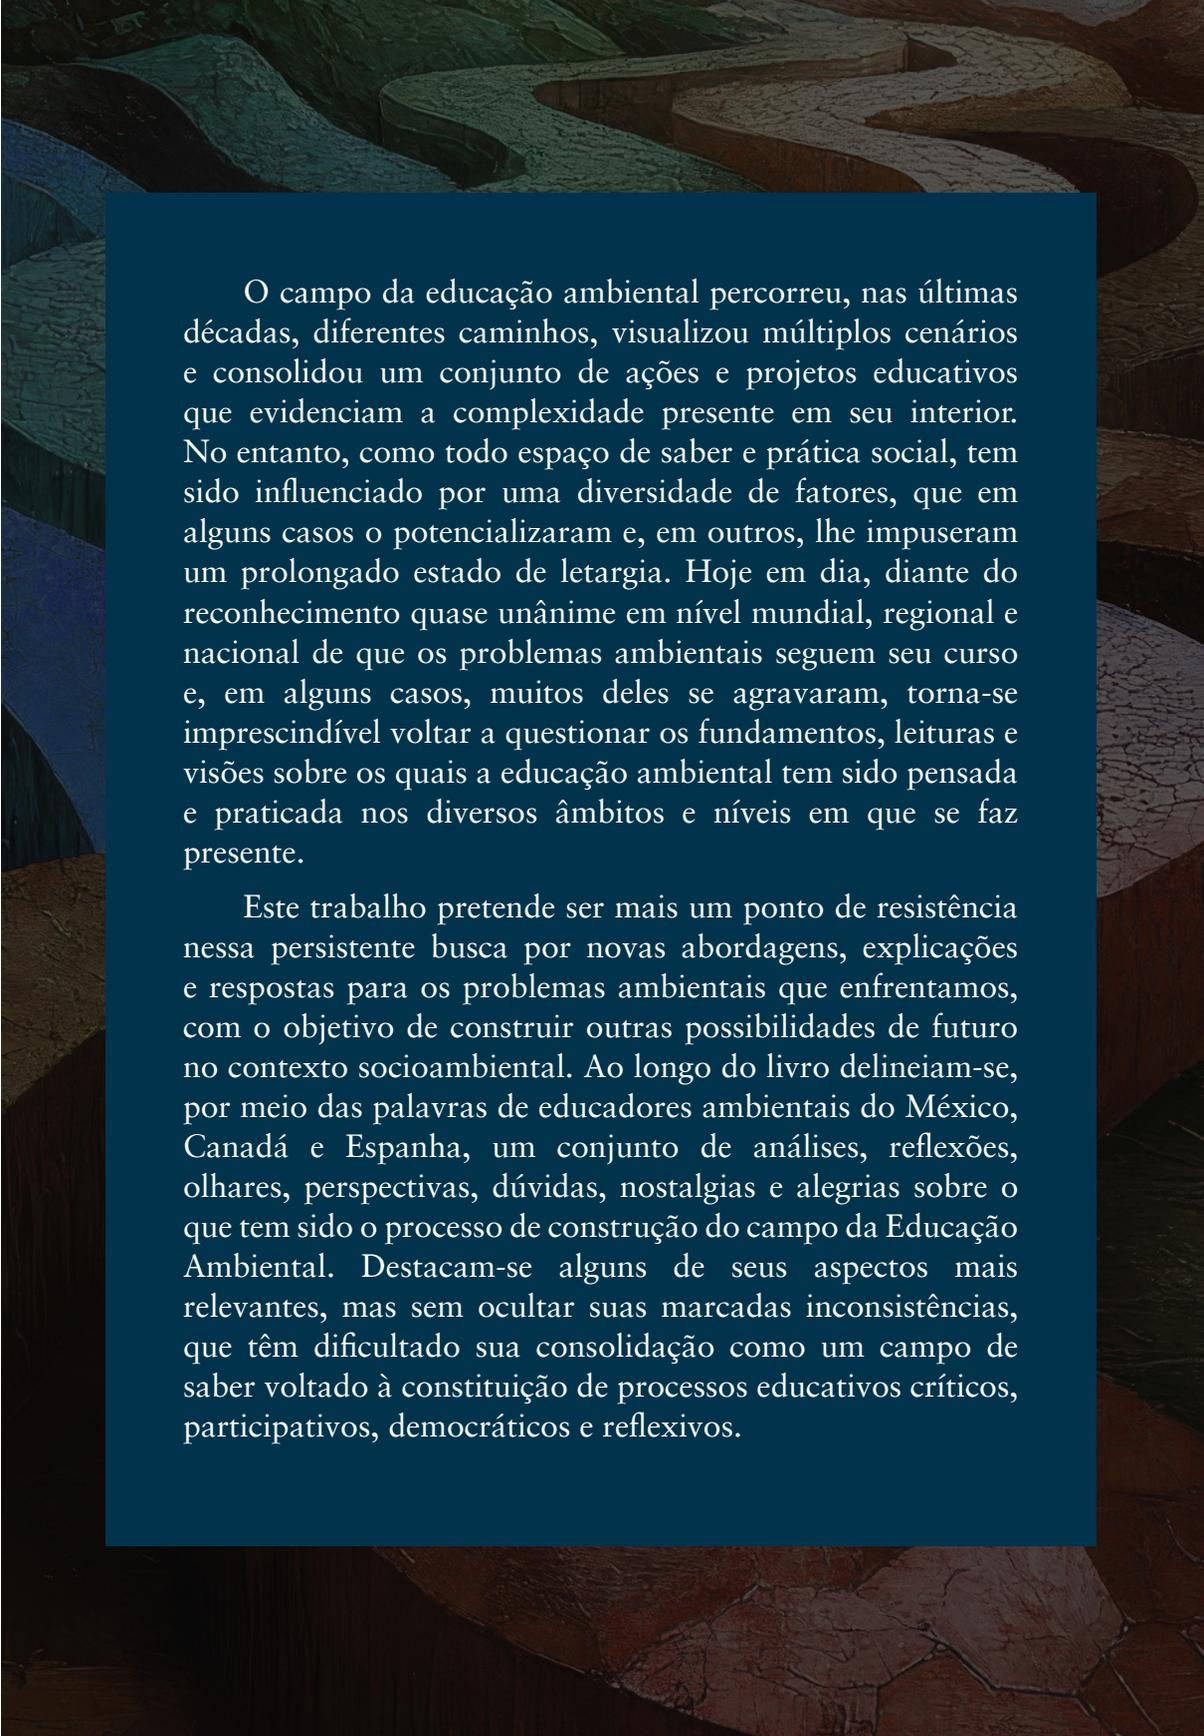 O campo da educação ambiental percorreu, nas últimas
décadas, diferentes caminhos, visualizou múltiplos cenários
e consolidou um conjunto de ações e projetos educativos
que evidenciam a complexidade presente em seu interior.
No entanto, como todo espaço de saber e prática social, tem
sido influenciado por uma diversidade de fatores, que em
alguns casos o potencializaram e, em outros, lhe impuseram
um prolongado estado de letargia. Hoje em dia, diante do
reconhecimento quase unânime em nível mundial, regional e
nacional de que os problemas ambientais seguem seu curso
e, em alguns casos, muitos deles se agravaram, torna-se
imprescindível voltar a questionar os fundamentos, leituras e
visões sobre os quais a educação ambiental tem sido pensada
e praticada nos diversos âmbitos e níveis em que se faz
presente.
Este trabalho pretende ser mais um ponto de resistência
nessa persistente busca por novas abordagens, explicações
e respostas para os problemas ambientais que enfrentamos,
com o objetivo de construir outras possibilidades de futuro
no contexto socioambiental. Ao longo do livro delineiam-se,
por meio das palavras de educadores ambientais do México,
Canadá e Espanha, um conjunto de análises, reflexões,
olhares, perspectivas, dúvidas, nostalgias e alegrias sobre o
que tem sido o processo de construção do campo da Educação
Ambiental. Destacam-se alguns de seus aspectos mais
relevantes, mas sem ocultar suas marcadas inconsistências,
que têm dificultado sua consolidação como um campo de
saber voltado à constituição de processos educativos críticos,
participativos, democráticos e reflexivos.